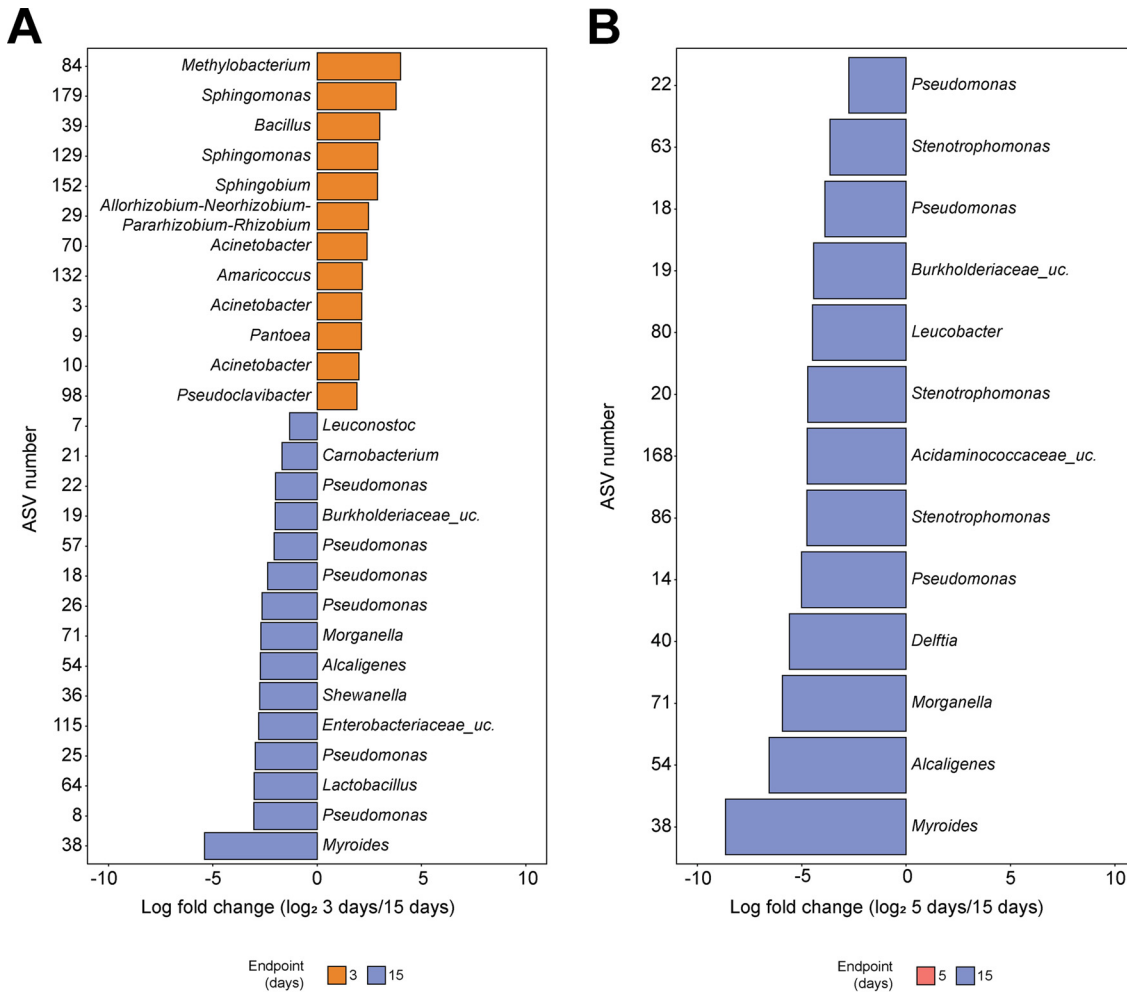 A
84 Methylobacterium
179 Sphingomonas
39 Bacillus
129 Sphingomonas
152 Sphingobium
29 Allorhizobium-Neorhizobium-
Pararhizobium-Rhizobium
70 Acinetobacter
132 Amaricoccus
3 Acinetobacter
9 Pantoea
10 Acinetobacter
98 Pseudoclavibacter
7 Leuconostoc
21 Carnobacterium
22 Pseudomonas
19 Burkholderiaceae_uc.
57 Pseudomonas
18 Pseudomonas
26 Pseudomonas
71 Morganella
54 Alcaligenes
36 Shewanella
115 Enterobacteriaceae_uc.
25 Pseudomonas
64 Lactobacillus
8 Pseudomonas
38 Myroides
ASV number
-10 -5 0 5 10
Log fold change (log₂ 3 days/15 days)
Endpoint
(days)
3 15
B
22 Pseudomonas
63 Stenotrophomonas
18 Pseudomonas
19 Burkholderiaceae_uc.
80 Leucobacter
20 Stenotrophomonas
168 Acidaminococcaceae_uc.
86 Stenotrophomonas
14 Pseudomonas
40 Delftia
71 Morganella
54 Alcaligenes
38 Myroides
ASV number
-10 -5 0 5 10
Log fold change (log₂ 5 days/15 days)
Endpoint
(days)
5 15